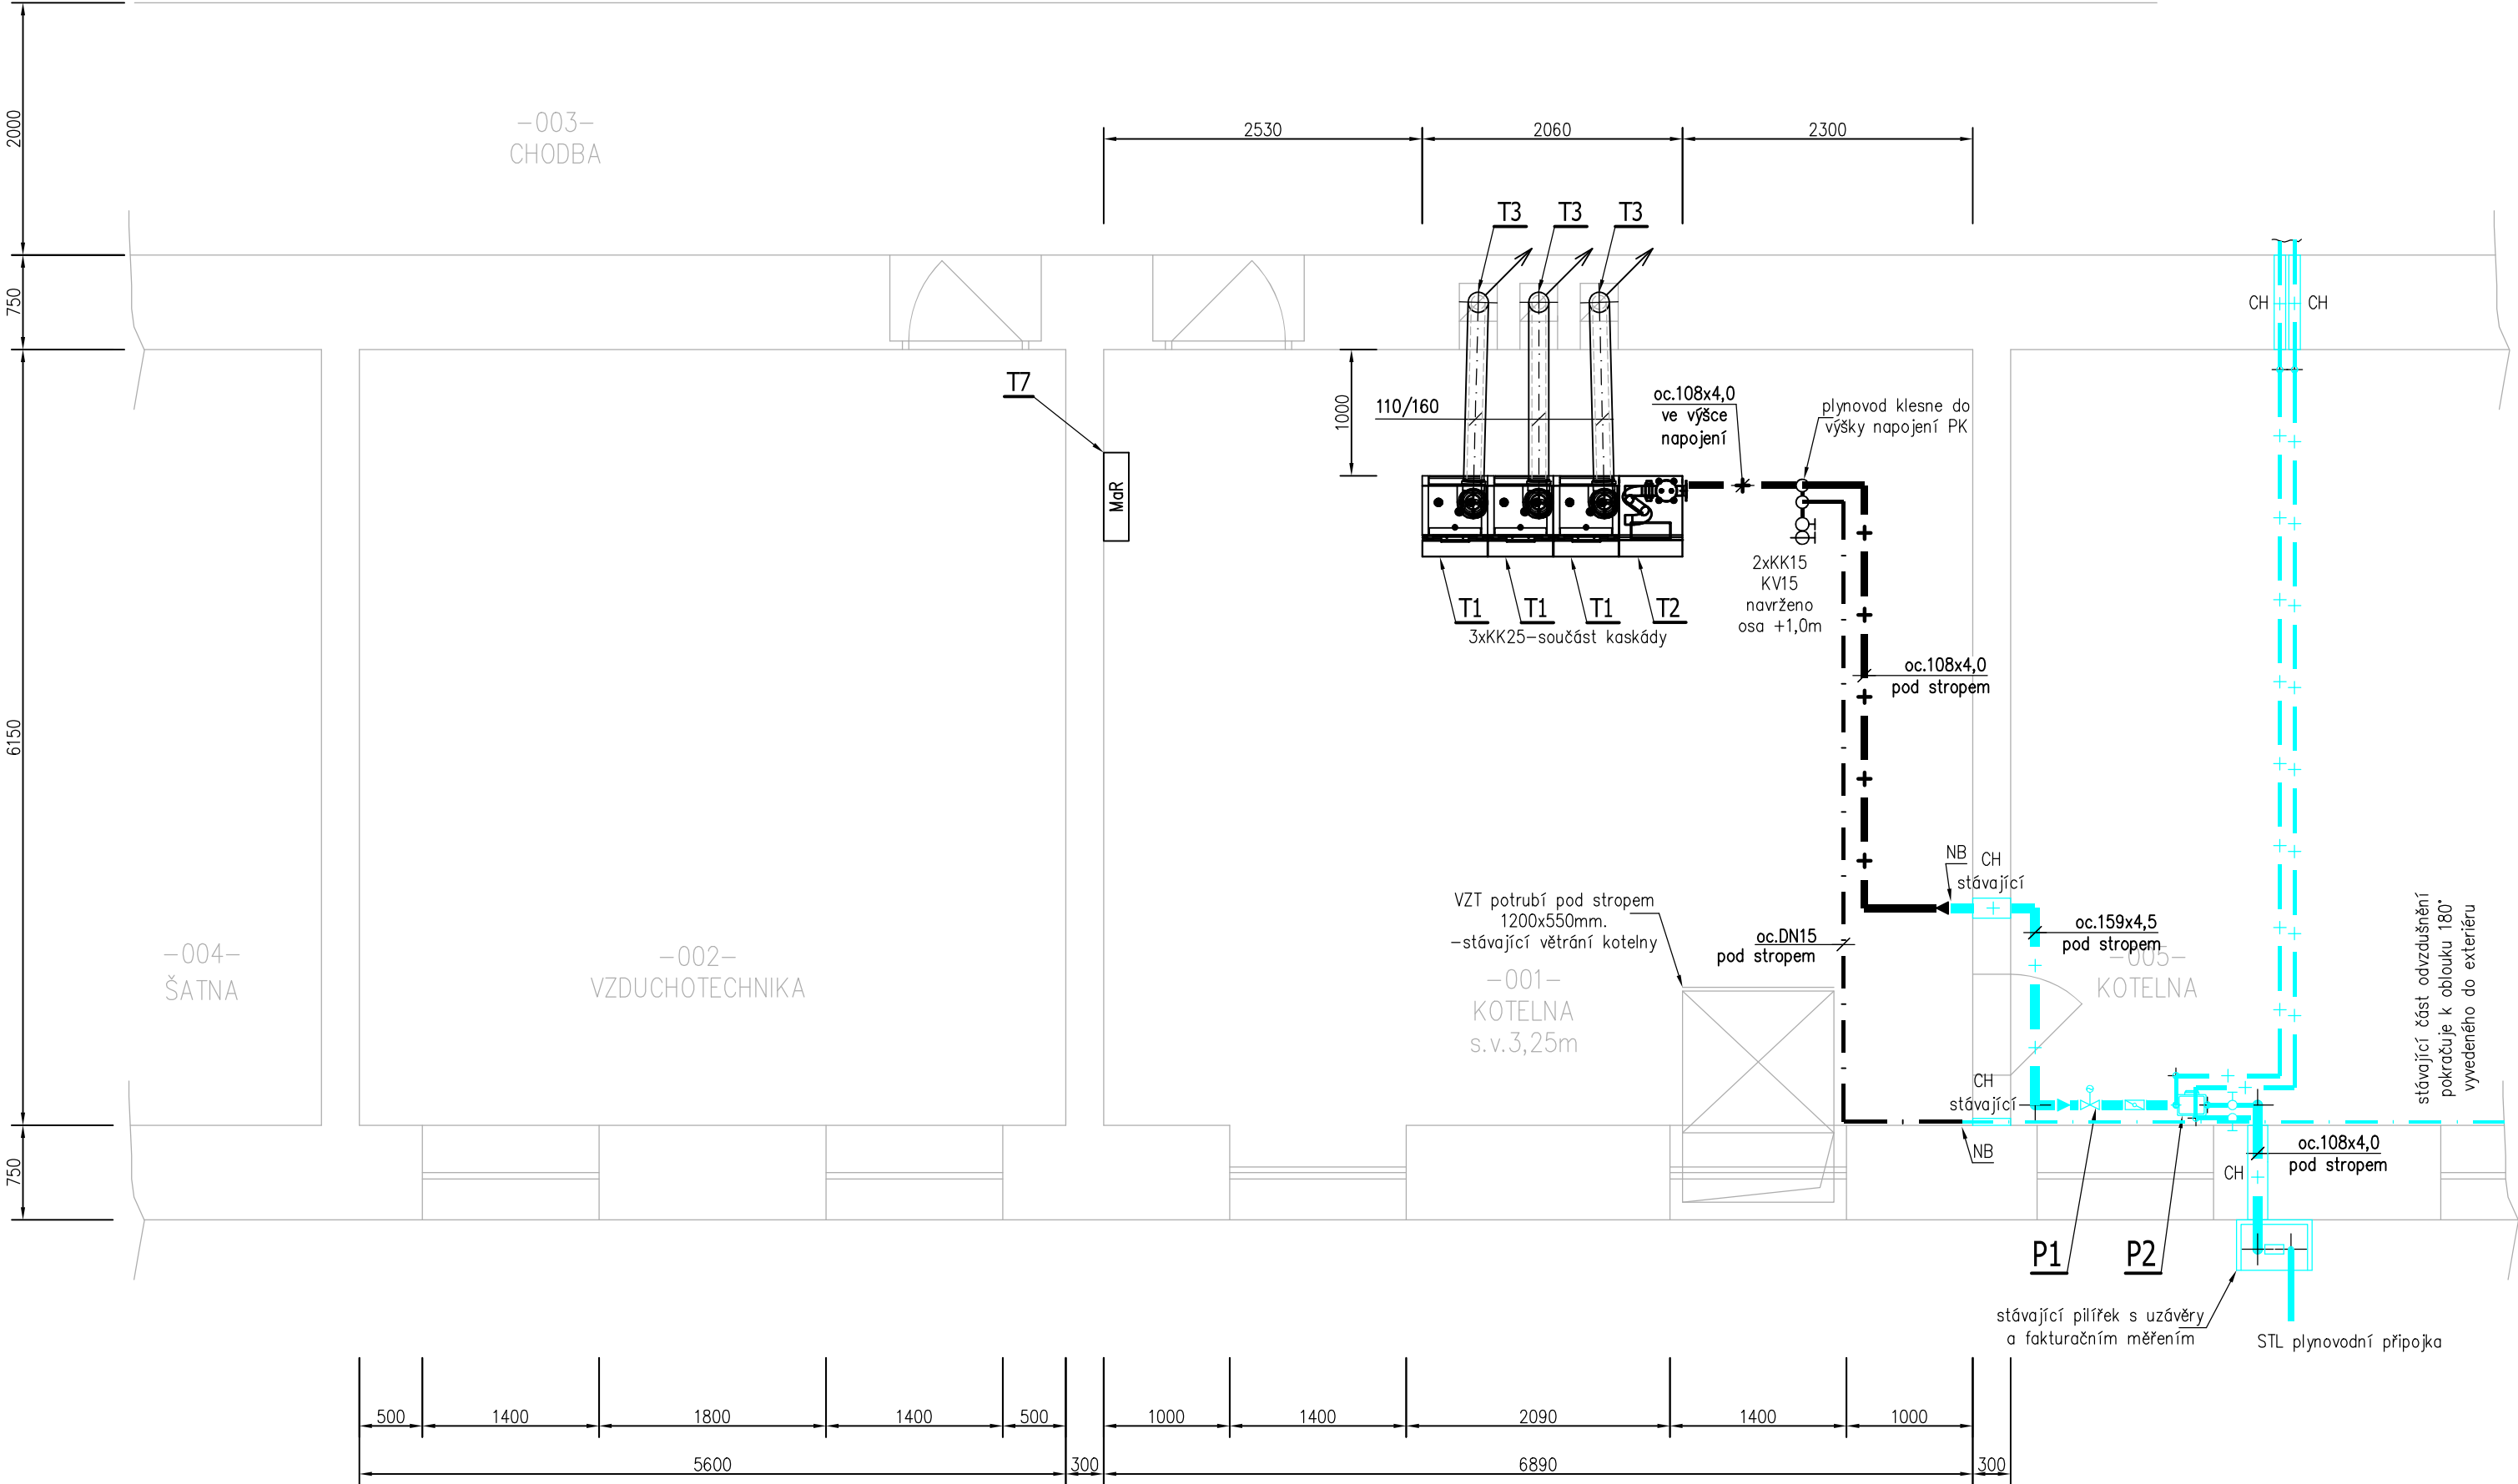 2000
750
6150
750
-003-
CHODBA
2530
2060
2300
T3
T3
T3
CH
CH
T7
MaR
1000
110/160
oc.108x4,0
ve výšce
napojení
plynovod klesne do
výšky napojení PK
T1
T1
T1
T2
3xKK25-součást kaskády
2xKK15
KV15
navrženo
osa +1,0m
oc.108x4,0
pod stropem
NB
CH
stávající
VZT potrubí pod stropem
1200x550mm.
-stávající větrání kotelny
oc.DN15
pod stropem
oc.159x4,5
pod stropem
-004-
ŠATNA
-002-
VZDUCHOTECHNIKA
-001-
KOTELNA
s.v.3,25m
-005-
KOTELNA
stávající část odvzdušnění
pokračuje k oblouku 180°
vyvedeného do exteriéru
CH
stávající
NB
oc.108x4,0
pod stropem
CH
P1
P2
stávající pilířek s uzávěry
a fakturačním měřením
STL plynovodní připojka
500
1400
1800
1400
500
1000
1400
2090
1400
1000
5600
300
6890
300